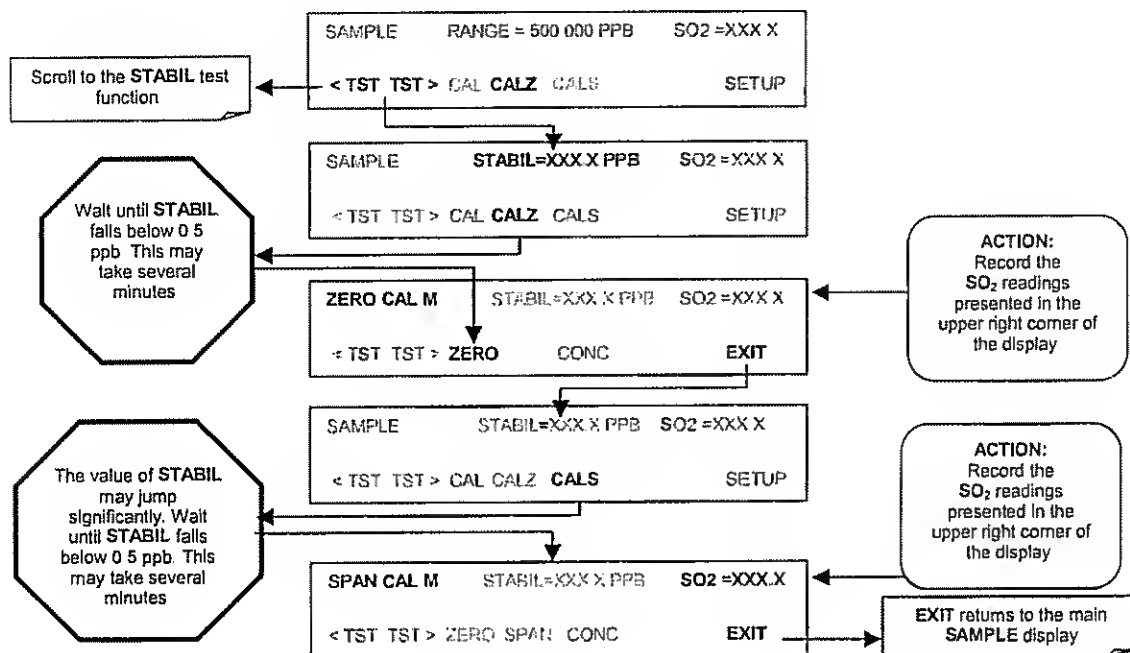 SAMPLE RANGE = 500 000 PPB SO2 =XXX X
< TST TST > CAL CALZ CALS SETUP
Scroll to the STABIL test
function
SAMPLE STABIL=XXX.X PPB SO2 =XXX X
< TST TST > CAL CALZ CALS SETUP
Wait until STABIL
falls below 0 5
ppb This may
take several
minutes
ZERO CAL M STABIL=XXX X PPB SO2 =XXX X
< TST TST > ZERO CONC EXIT
ACTION:
Record the
SO₂ readings
presented in the
upper right corner of
the display
SAMPLE STABIL=XXX.X PPB SO2 =XXX X
< TST TST > CAL CALZ CALS SETUP
The value of STABIL
may jump
significantly. Wait
until STABIL falls
below 0 5 ppb. This
may take several
minutes
ACTION:
Record the
SO₂ readings
presented in the
upper right corner of
the display
SPAN CAL M STABIL=XXX X PPB SO2 =XXX.X
< TST TST > ZERO SPAN CONC EXIT
EXIT returns to the main
SAMPLE display